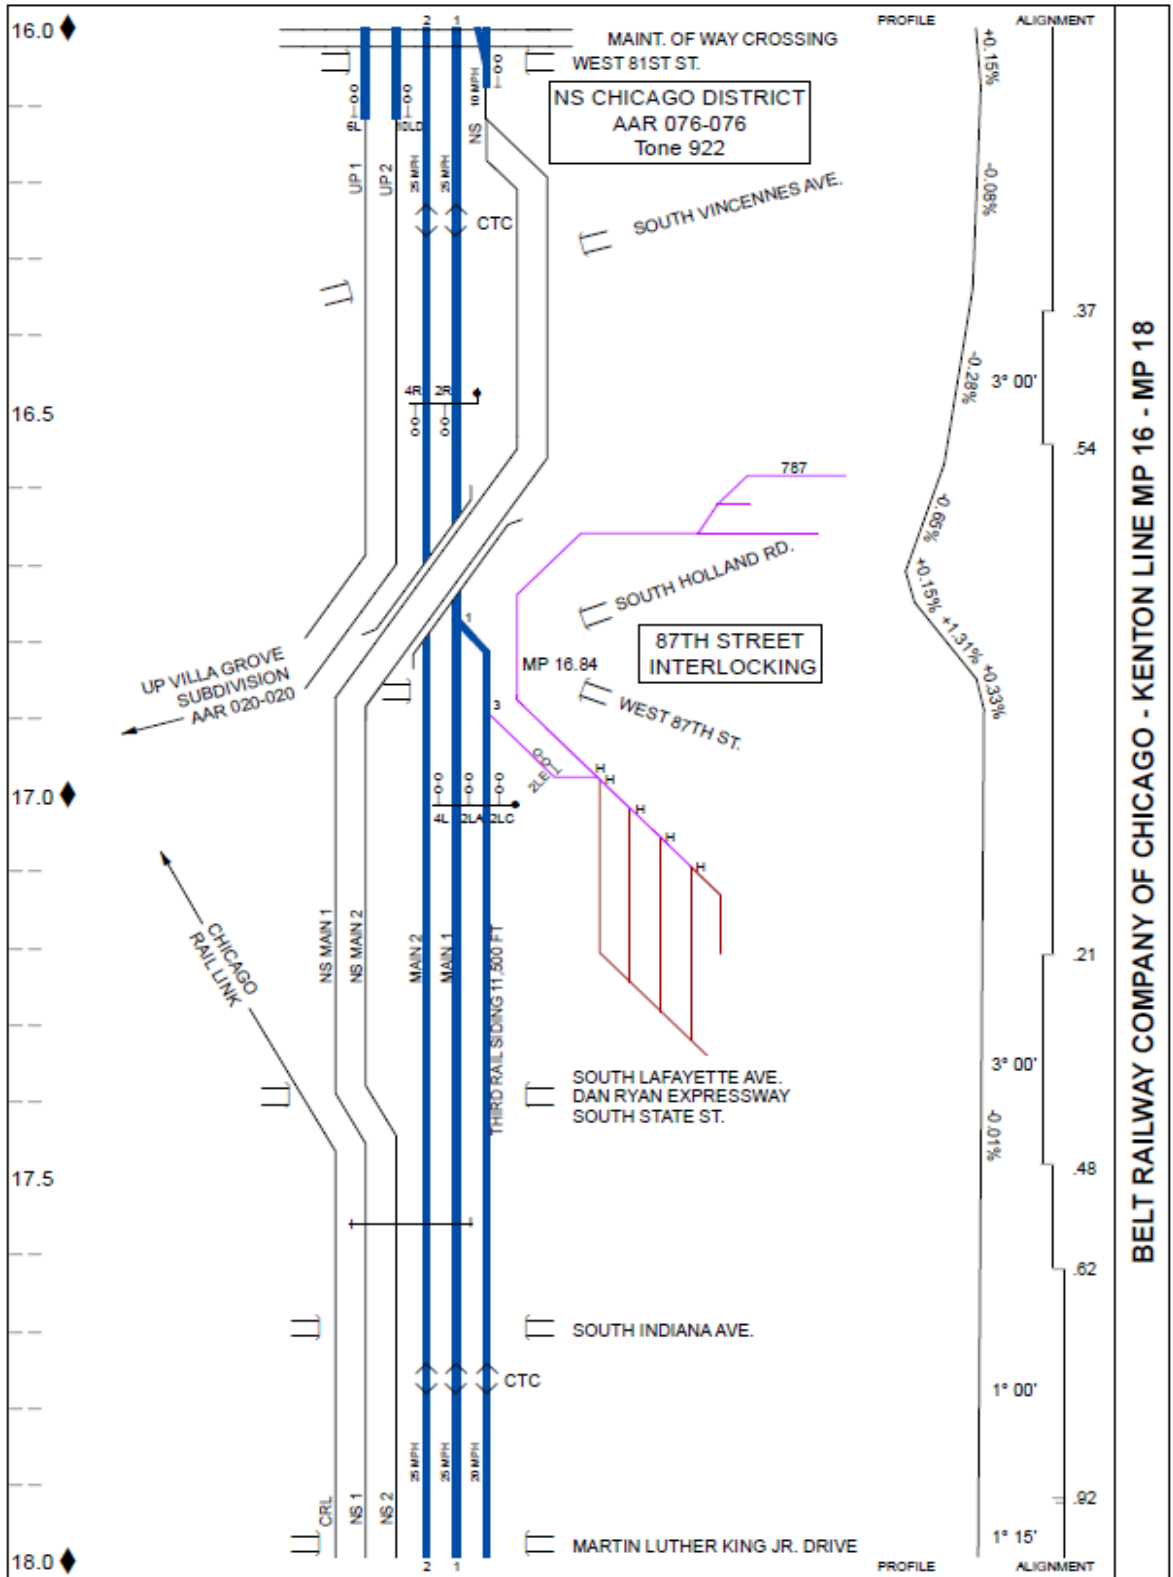 16.0
2 1
PROFILE ALIGNMENT
MAINT. OF WAY CROSSING
WEST 81ST ST.
+0.15%
10 MPH
NS CHICAGO DISTRICT
AAR 076-076
Tone 922
6L
10LD
NS
UP 1
UP 2
25 MPH
25 MPH
-0.08%
SOUTH VINCENNES AVE.
CTC
.37
-0.28%
3° 00'
4R 2R
16.5
.54
787
-0.65%
SOUTH HOLLAND RD.
+0.15%
1
87TH STREET
INTERLOCKING
+1.31%
+0.33%
MP 16.84
UP VILLA GROVE
SUBDIVISION
AAR 020-020
3
WEST 87TH ST.
2LE
H
H
17.0
4L 2LA 2LC
H
H
H
CHICAGO
RAIL LINK
NS MAIN 1
NS MAIN 2
MAIN 2
MAIN 1
THIRD RAIL SIDING 11,500 FT
.21
3° 00'
SOUTH LAFAYETTE AVE.
DAN RYAN EXPRESSWAY
SOUTH STATE ST.
-0.01%
17.5
.48
.62
SOUTH INDIANA AVE.
CTC
1° 00'
25 MPH
25 MPH
20 MPH
CRL
NS 1
NS 2
.92
1° 15'
MARTIN LUTHER KING JR. DRIVE
18.0
2 1
PROFILE ALIGNMENT
BELT RAILWAY COMPANY OF CHICAGO - KENTON LINE MP 16 - MP 18